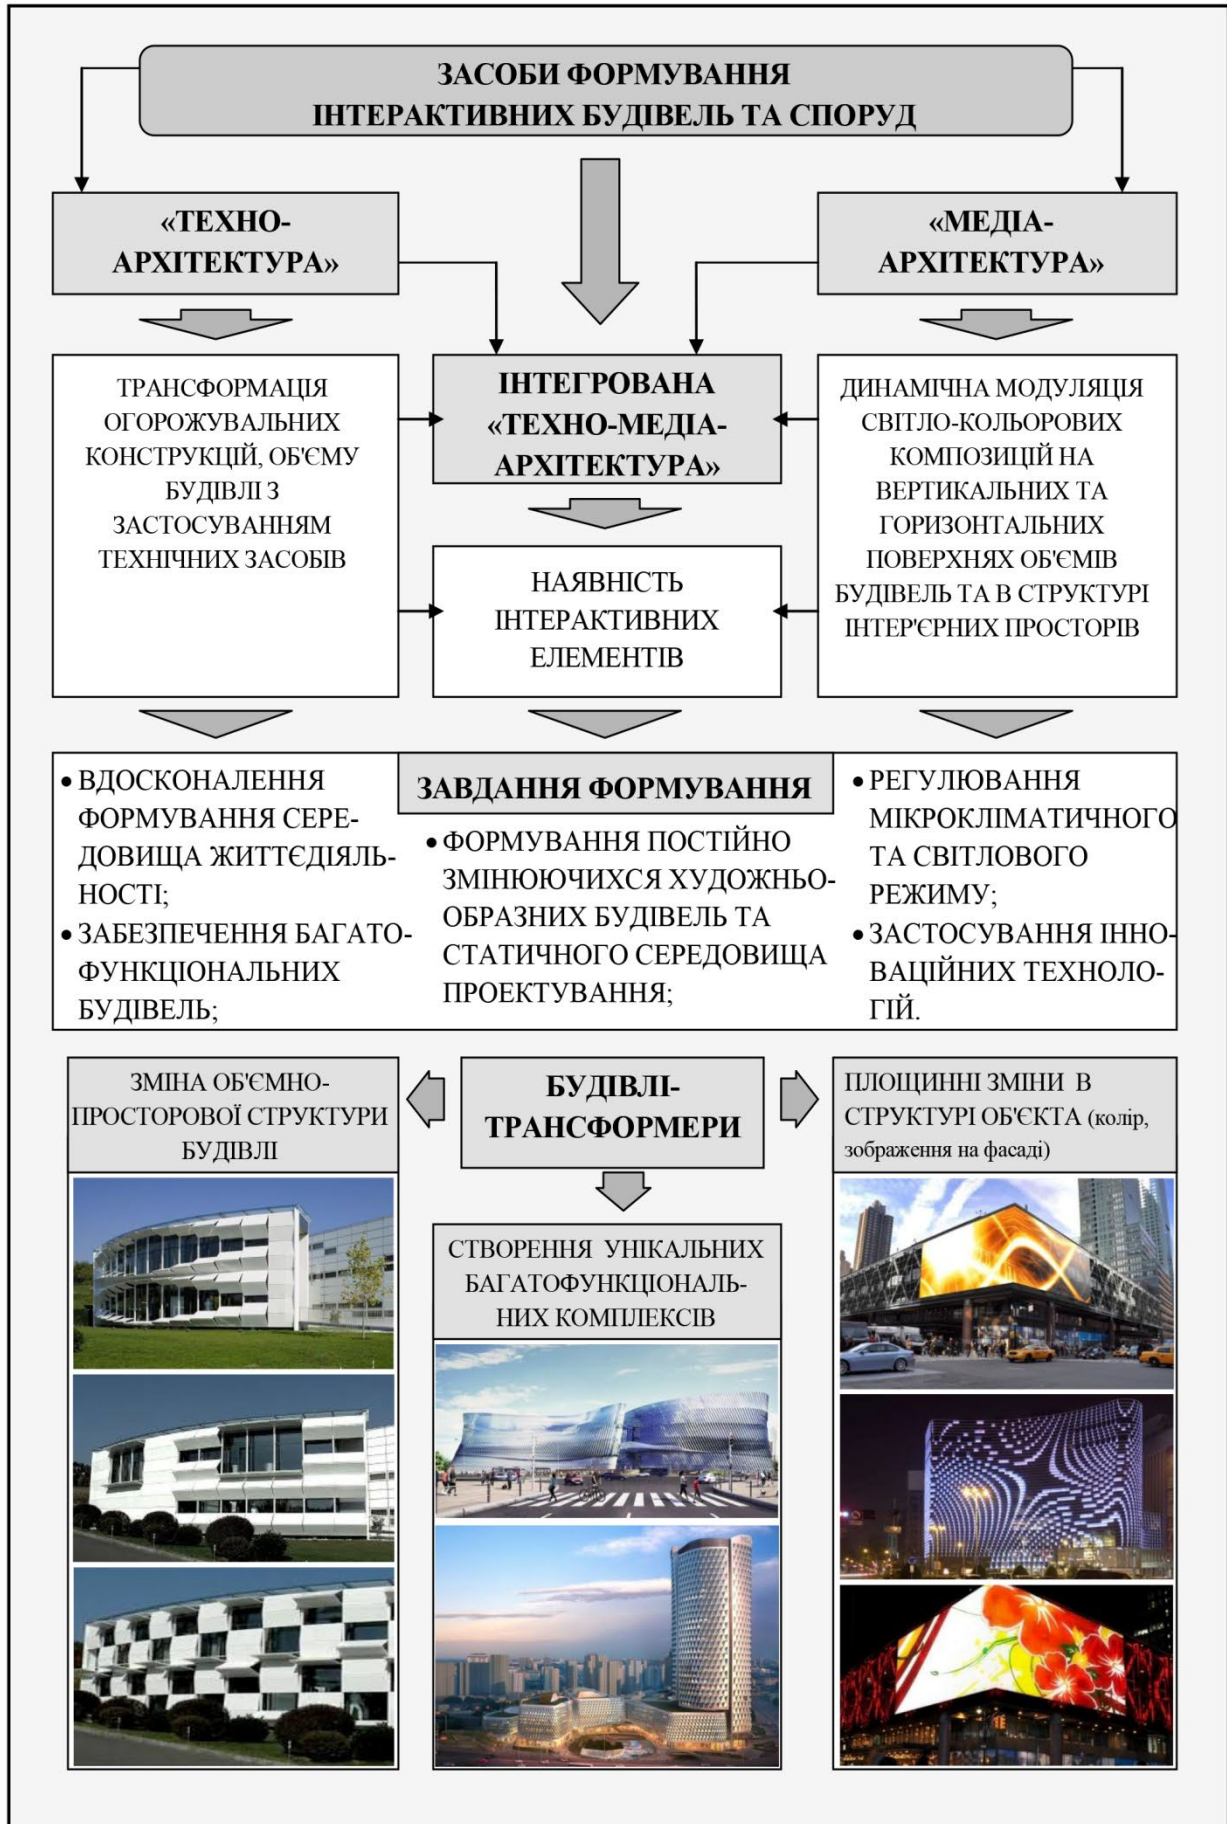 ЗАСОБИ ФОРМУВАННЯ
ІНТЕРАКТИВНИХ БУДІВЕЛЬ ТА СПОРУД
«ТЕХНО-
АРХІТЕКТУРА»
«МЕДІА-
АРХІТЕКТУРА»
ТРАНСФОРМАЦІЯ
ОГОРОЖУВАЛЬНИХ
КОНСТРУКЦІЙ, ОБ'ЄМУ
БУДІВЛІ З
ЗАСТОСУВАННЯМ
ТЕХНІЧНИХ ЗАСОБІВ
ІНТЕГРОВАНА
«ТЕХНО-МЕДІА-
АРХІТЕКТУРА»
НАЯВНІСТЬ
ІНТЕРАКТИВНИХ
ЕЛЕМЕНТІВ
ДИНАМІЧНА МОДУЛЯЦІЯ
СВІТЛО-КОЛЬОРОВИХ
КОМПОЗИЦІЙ НА
ВЕРТИКАЛЬНИХ ТА
ГОРИЗОНТАЛЬНИХ
ПОВЕРХНЯХ ОБ'ЄМІВ
БУДІВЕЛЬ ТА В СТРУКТУРІ
ІНТЕР'ЄРНИХ ПРОСТОРІВ
ЗАВДАННЯ ФОРМУВАННЯ
• ВДОСКОНАЛЕННЯ
ФОРМУВАННЯ СЕРЕ-
ДОВИЩА ЖИТТЄДІЯЛЬ-
НОСТІ;
• ЗАБЕЗПЕЧЕННЯ БАГАТО-
ФУНКЦІОНАЛЬНИХ
БУДІВЕЛЬ;
• ФОРМУВАННЯ ПОСТІЙНО
ЗМІНЮЮЧИХСЯ ХУДОЖНЬО-
ОБРАЗНИХ БУДІВЕЛЬ ТА
СТАТИЧНОГО СЕРЕДОВИЩА
ПРОЕКТУВАННЯ;
• РЕГУЛЮВАННЯ
МІКРОКЛІМАТИЧНОГО
ТА СВІТЛОВОГО
РЕЖИМУ;
• ЗАСТОСУВАННЯ ІННО-
ВАЦІЙНИХ ТЕХНОЛО-
ГІЙ.
ЗМІНА ОБ'ЄМНО-
ПРОСТОРОВОЇ СТРУКТУРИ
БУДІВЛІ
БУДІВЛІ-
ТРАНСФОРМЕРИ
ПЛОЩИННІ ЗМІНИ В
СТРУКТУРІ ОБ'ЄКТА (колір,
зображення на фасаді)
СТВОРЕННЯ УНІКАЛЬНИХ
БАГАТОФУНКЦІОНАЛЬ-
НИХ КОМПЛЕКСІВ